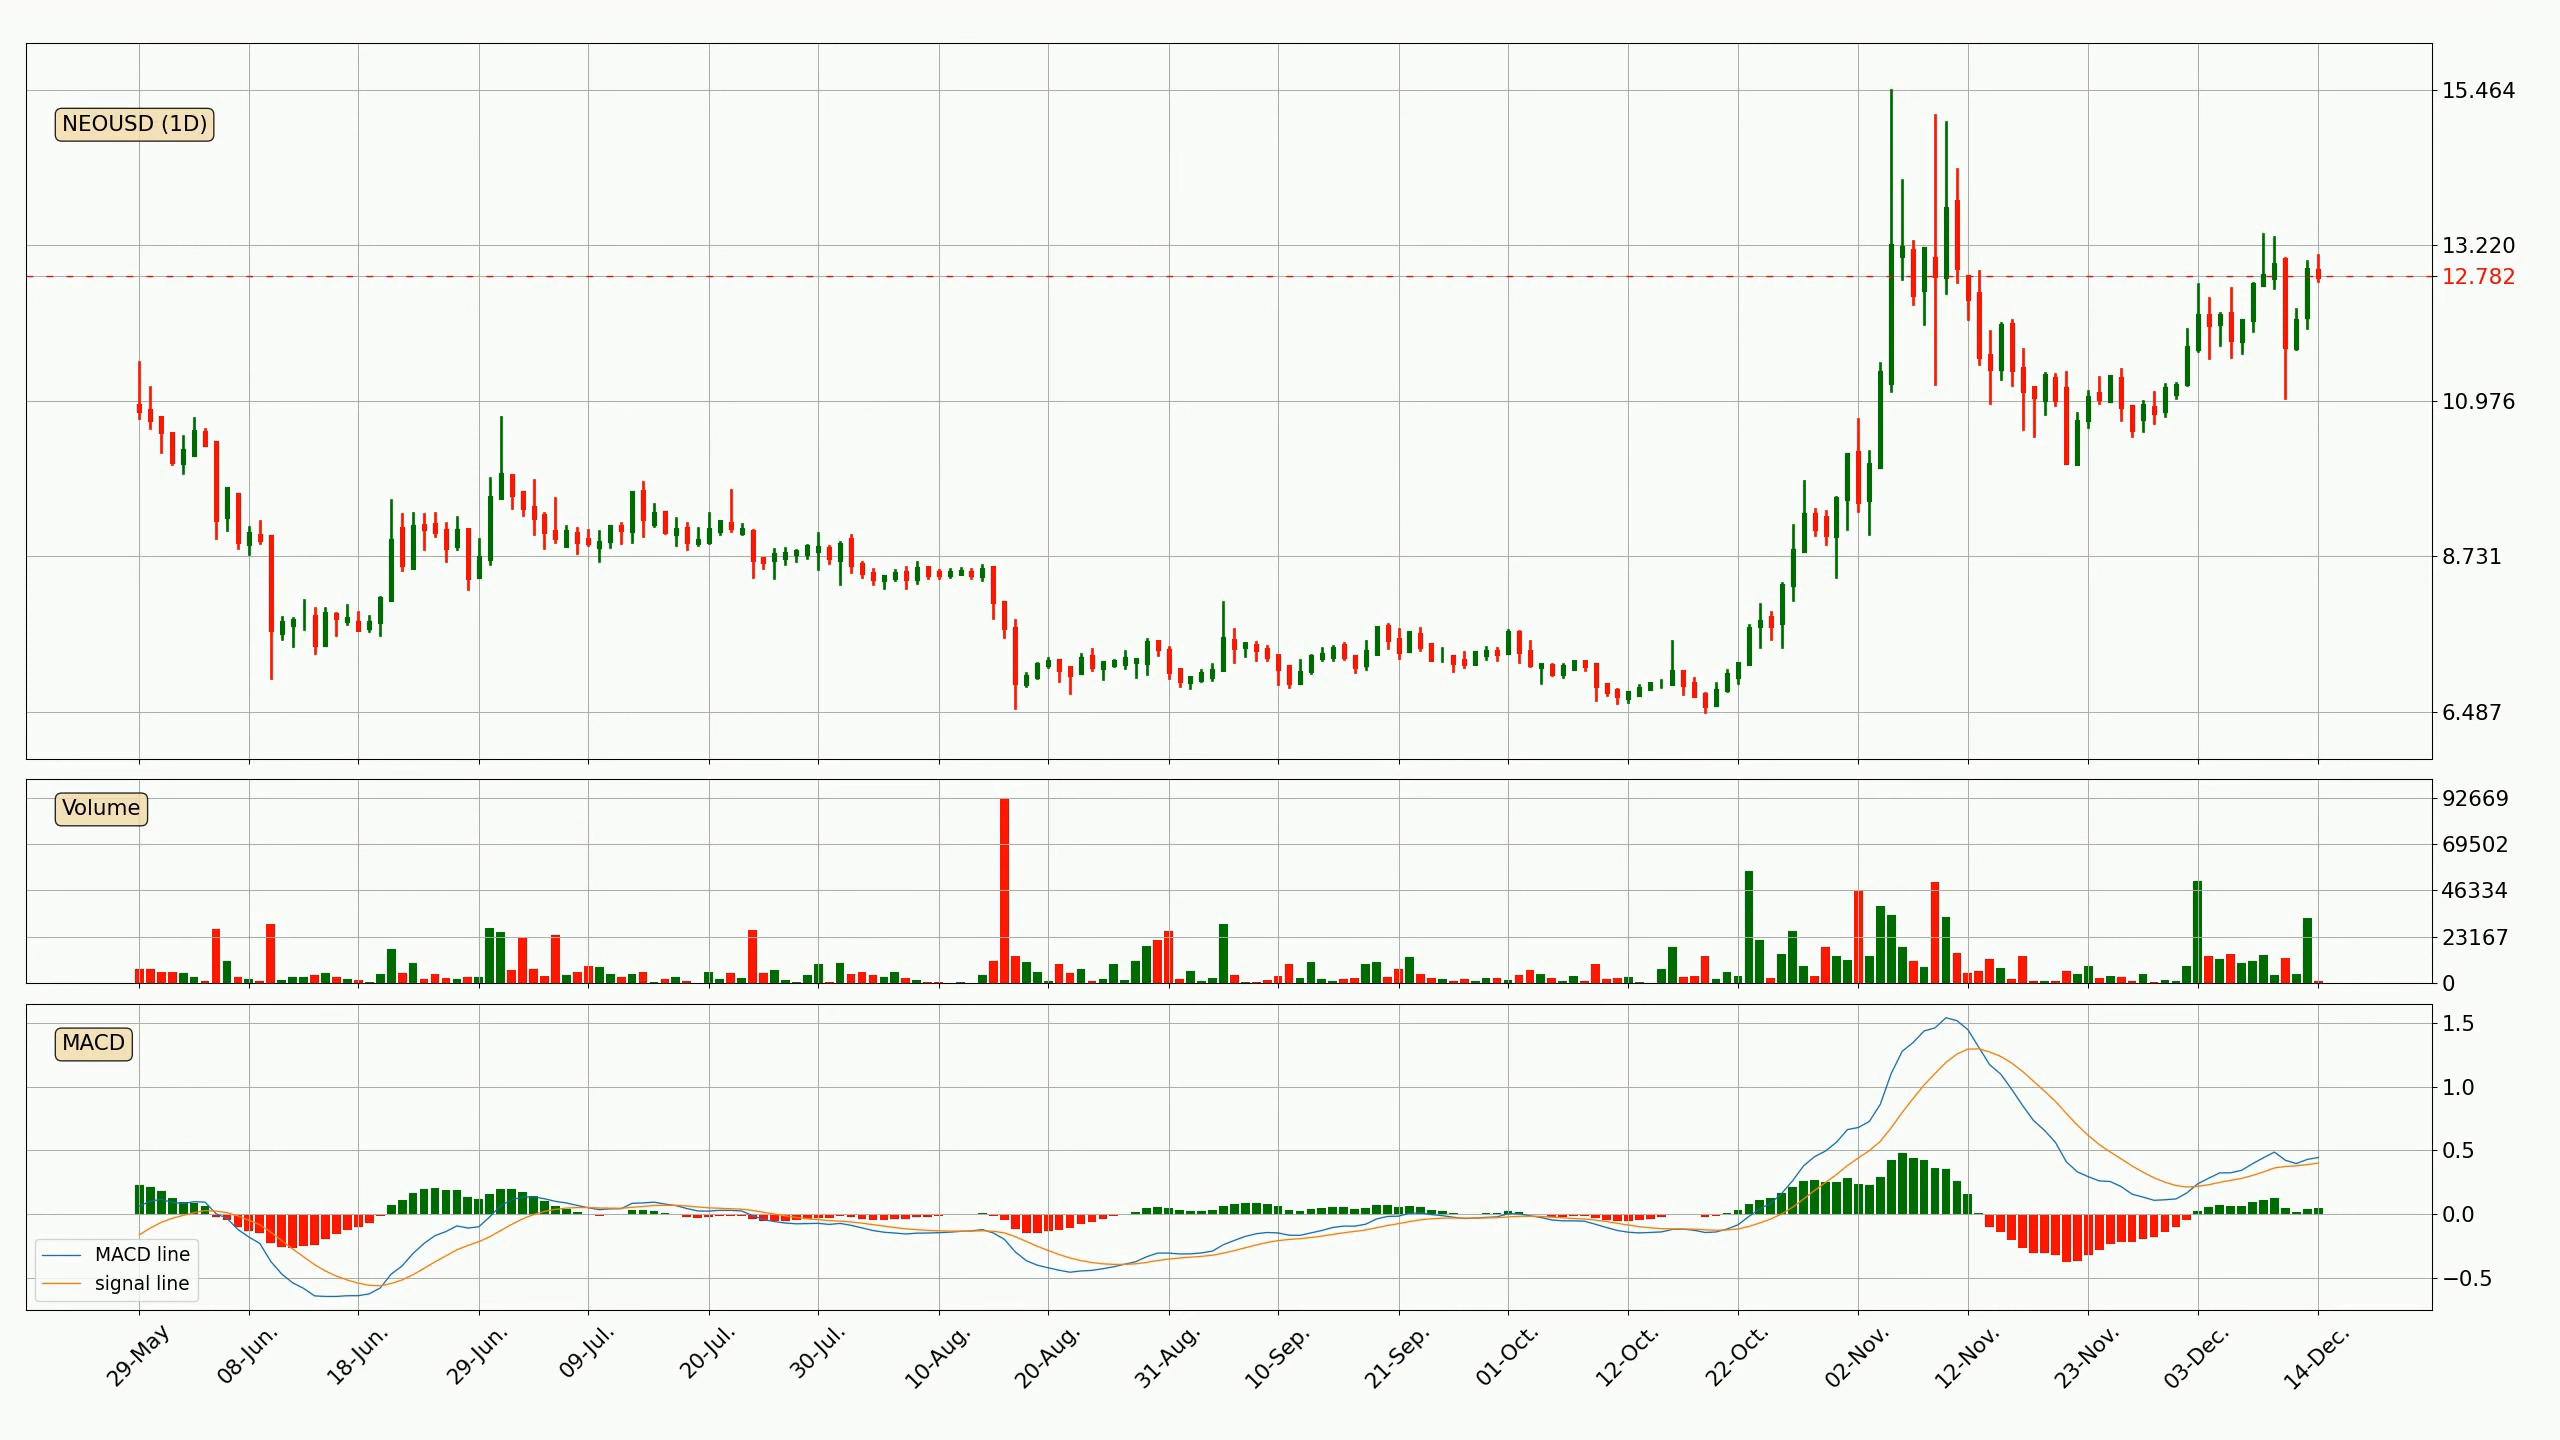 NEOUSD (1D)
15.464
13.220
12.782
10.976
8.731
6.487
Volume
92669
69502
46334
23167
0
MACD
1.5
1.0
0.5
0.0
−0.5
MACD line
signal line
29-May
08-Jun.
18-Jun.
29-Jun.
09-Jul.
20-Jul.
30-Jul.
10-Aug.
20-Aug.
31-Aug.
10-Sep.
21-Sep.
01-Oct.
12-Oct.
22-Oct.
02-Nov.
12-Nov.
23-Nov.
03-Dec.
14-Dec.